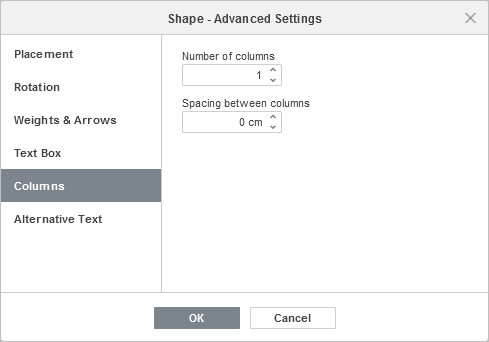 Shape - Advanced Settings
Placement
Rotation
Weights & Arrows
Text Box
Columns
Alternative Text
Number of columns
1
Spacing between columns
0 cm
OK
Cancel